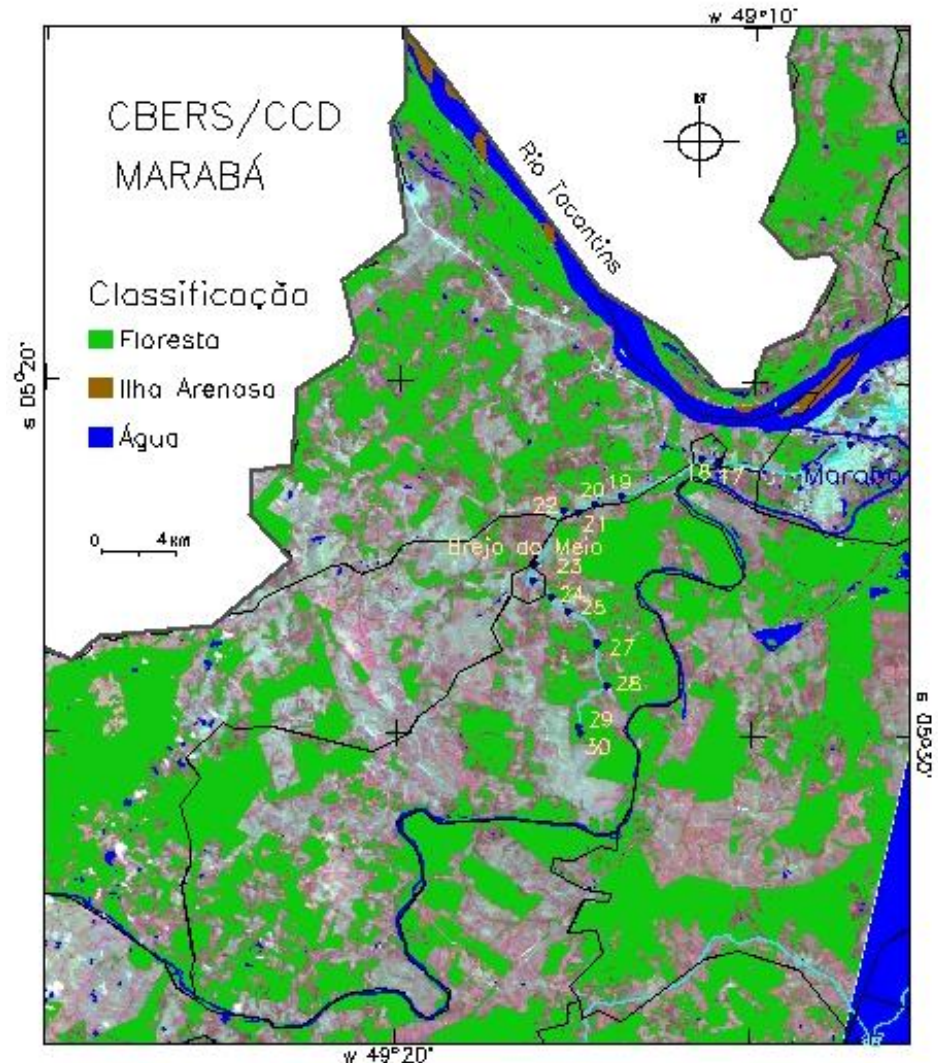 w 49°10'
CBERS/CCD
MARABÁ
N
Rio Tocantins
Classificação
Floresta
Ilha Arenosa
Água
s 05°20'
0 4 KM
18
17
Marabá
19
20
22
21
Brejo do Meio
23
24
25
27
28
29
30
s 05°30'
w 49°20'